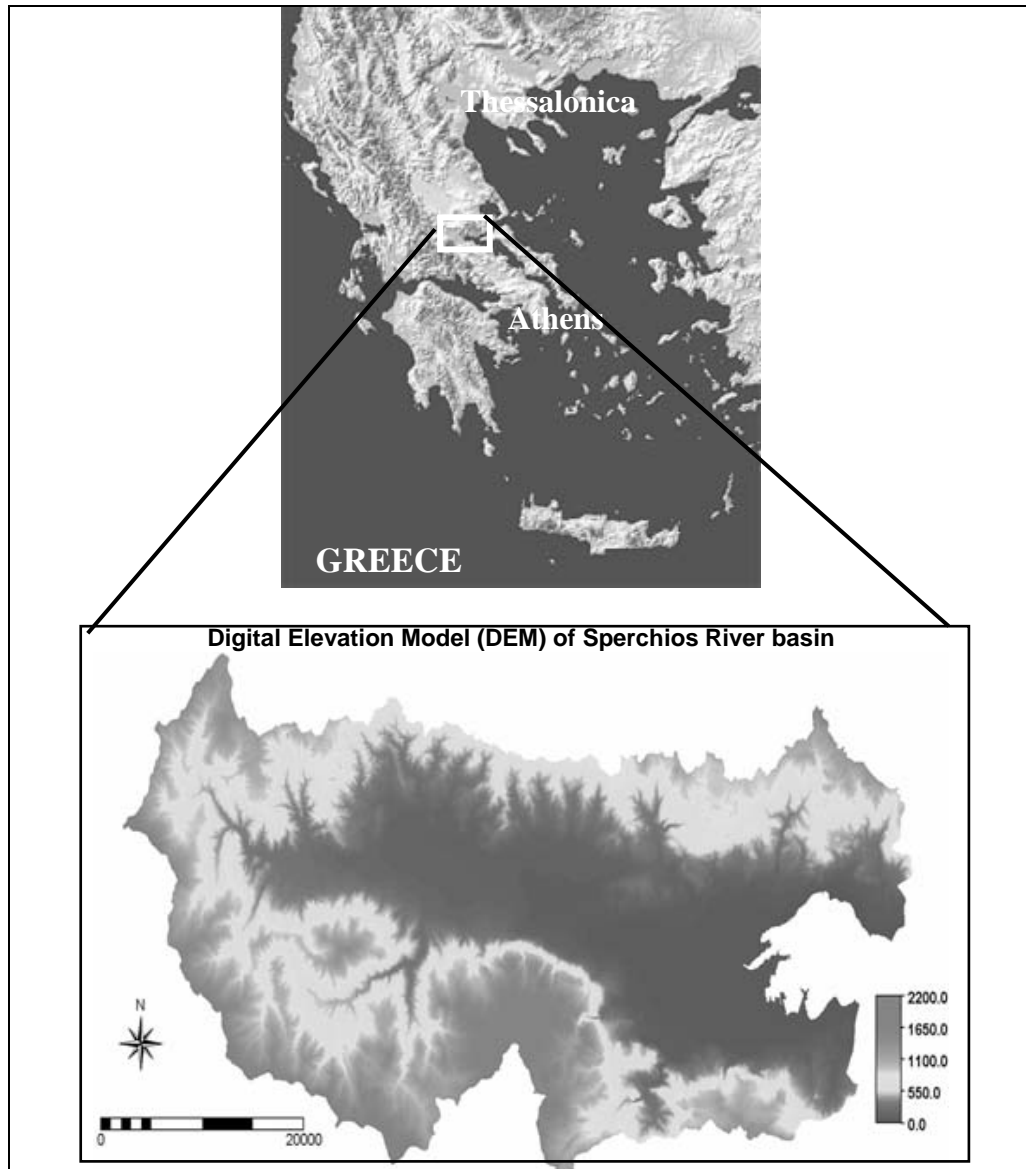 Thessalonica
Athens
GREECE
Digital Elevation Model (DEM) of Sperchios River basin
N
2200.0
1650.0
1100.0
550.0
0.0
0
20000